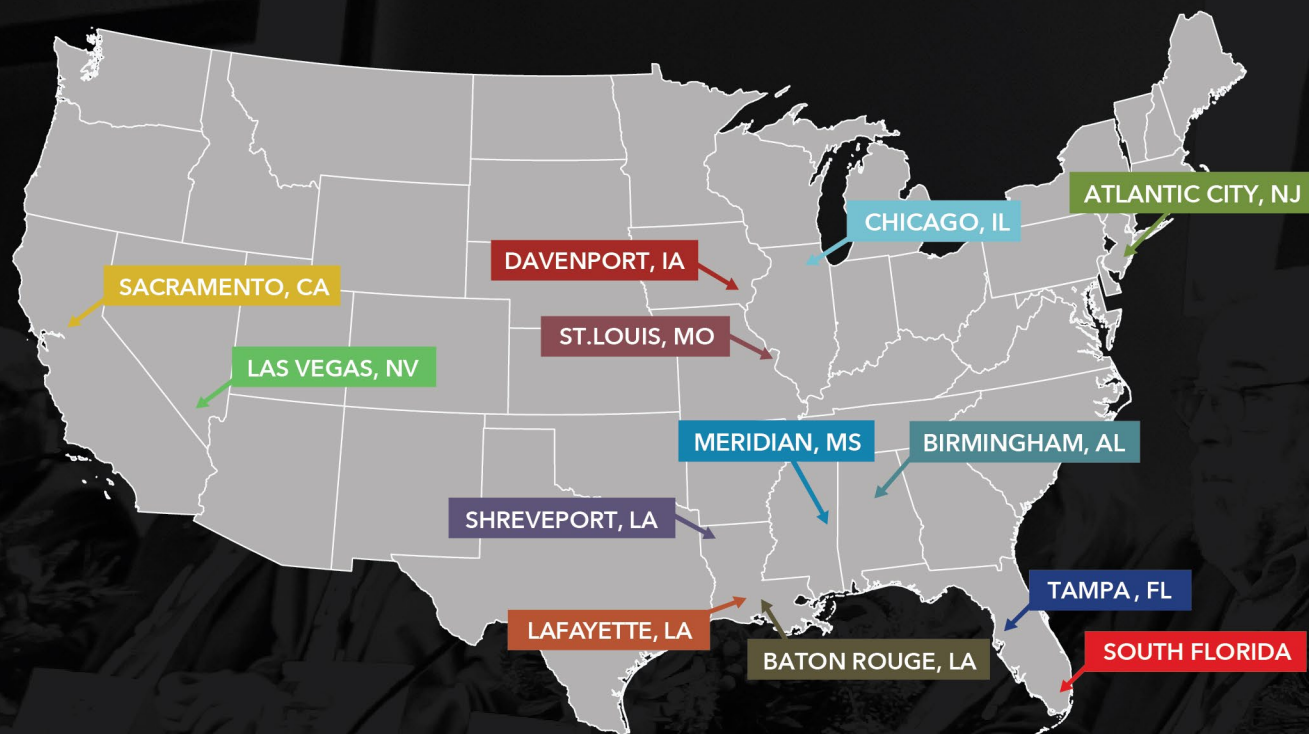 ATLANTIC CITY, NJ
CHICAGO, IL
DAVENPORT, IA
SACRAMENTO, CA
ST.LOUIS, MO
LAS VEGAS, NV
MERIDIAN, MS
BIRMINGHAM, AL
SHREVEPORT, LA
TAMPA , FL
LAFAYETTE, LA
SOUTH FLORIDA
BATON ROUGE, LA